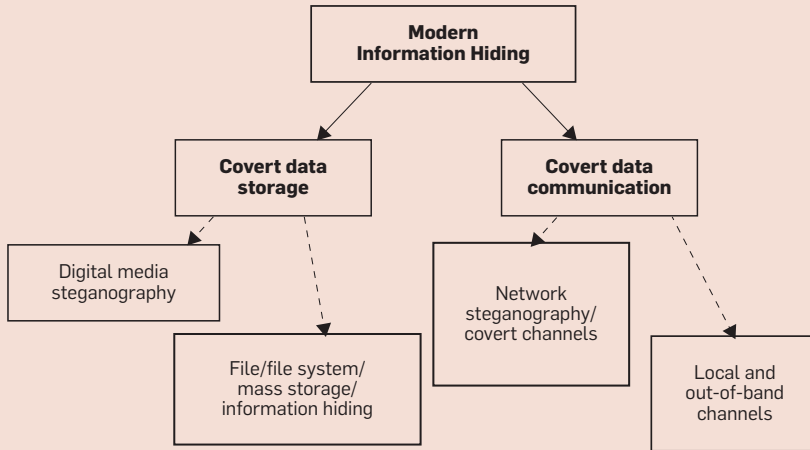 Modern
Information Hiding
Covert data
storage
Covert data
communication
Digital media
steganography
Network
steganography/
covert channels
File/file system/
mass storage/
information hiding
Local and
out-of-band
channels